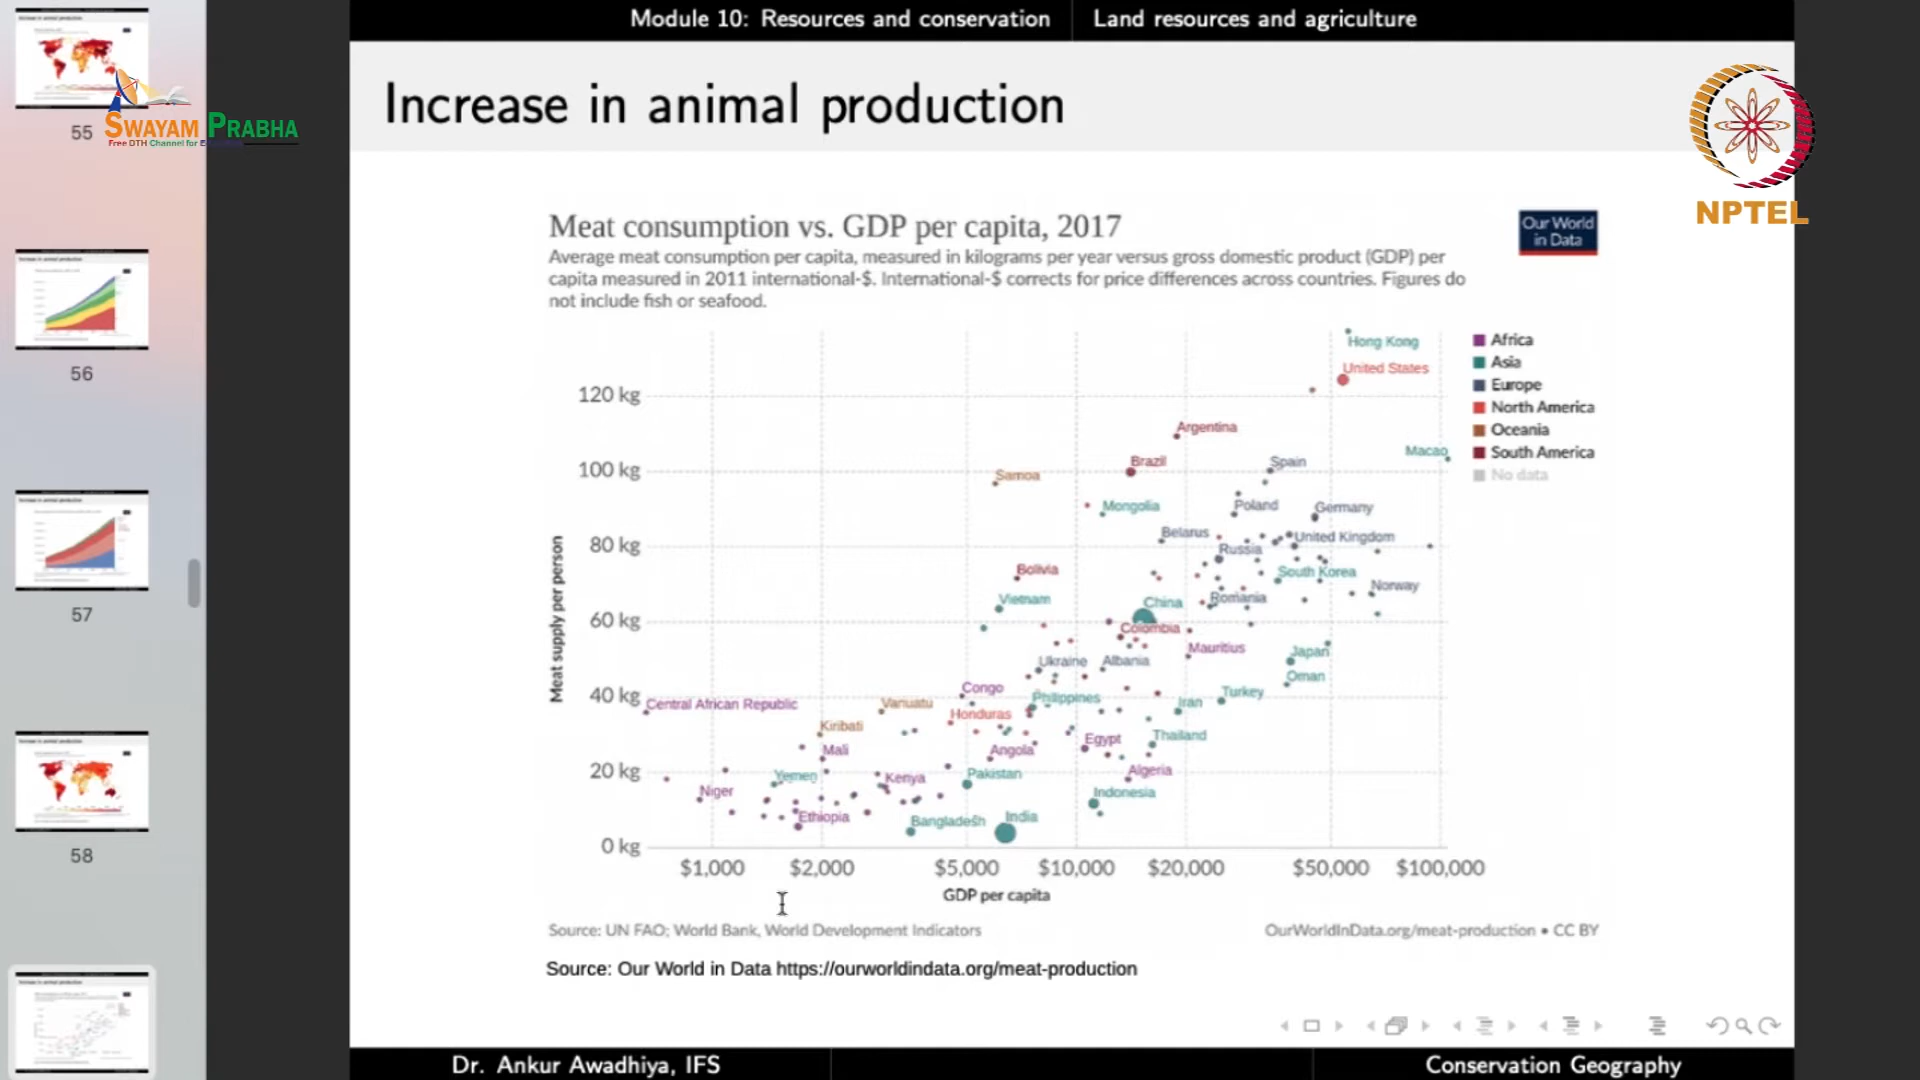 Module 10: Resources and conservation
Land resources and agriculture
Increase in animal production
SWAYAM PRABHA
55
56
57
58
NPTEL
Meat consumption vs. GDP per capita, 2017
Our World
in Data
Average meat consumption per capita, measured in kilograms per year versus gross domestic product (GDP) per
capita measured in 2011 international-$. International-$ corrects for price differences across countries. Figures do
not include fish or seafood.
Africa
Asia
Europe
North America
Oceania
South America
No data
Meat supply per person
120 kg
100 kg
80 kg
60 kg
40 kg
20 kg
0 kg
Hong Kong
United States
Argentina
Macao
Brazil
Spain
Samoa
Mongolia
Poland
Germany
Belarus
United Kingdom
Russia
Bolivia
South Korea
Norway
Vietnam
China
Romania
Colombia
Mauritius
Japan
Ukraine
Albania
Oman
Congo
Philippines
Turkey
Central African Republic
Vanuatu
Iran
Honduras
Kiribati
Egypt
Thailand
Mali
Angola
Yemen
Kenya
Pakistan
Algeria
Niger
Indonesia
Ethiopia
Bangladesh
India
$1,000
$2,000
$5,000
$10,000
$20,000
$50,000
$100,000
GDP per capita
Source: UN FAO; World Bank, World Development Indicators
OurWorldInData.org/meat-production • CC BY
Source: Our World in Data https://ourworldindata.org/meat-production
Dr. Ankur Awadhiya, IFS
Conservation Geography